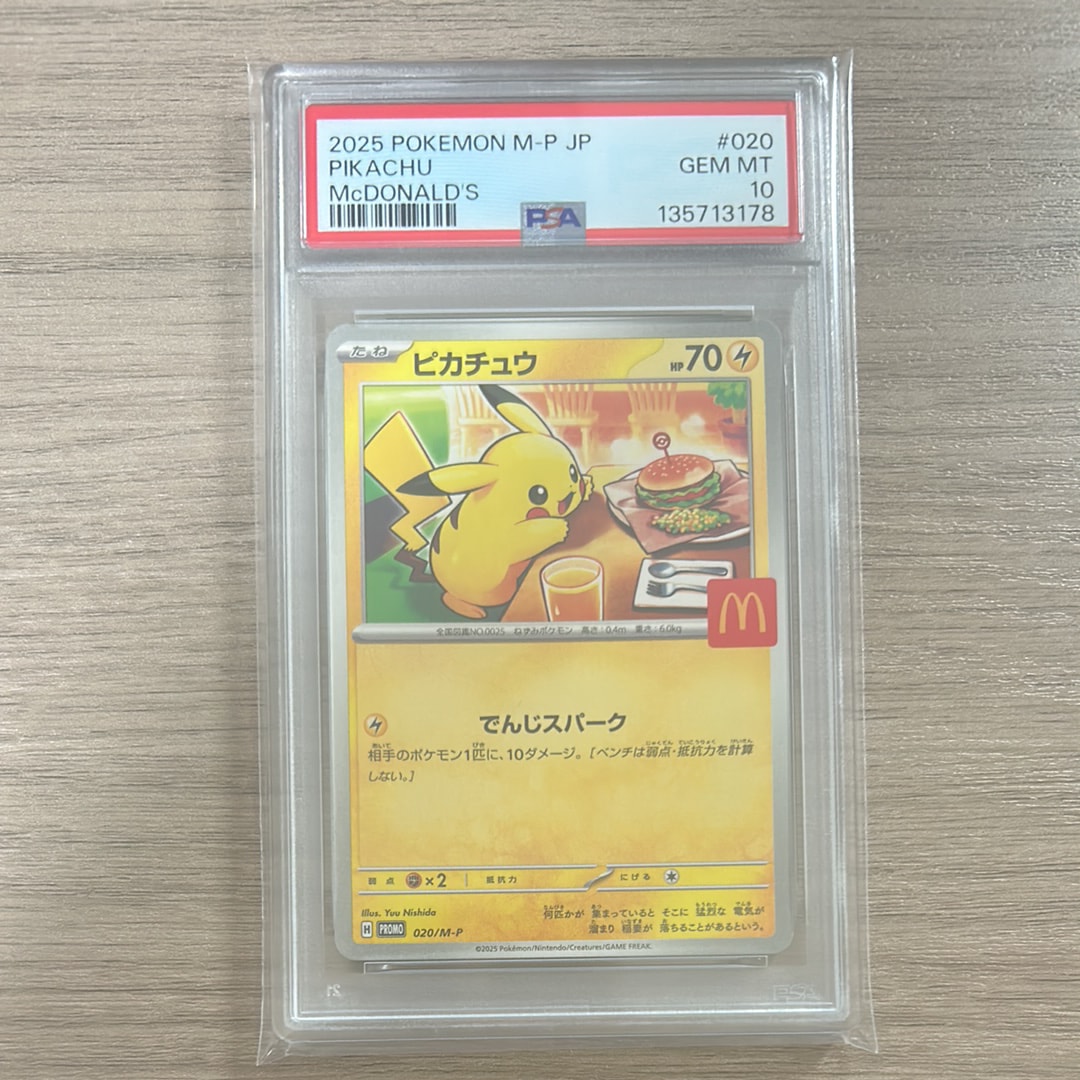 2025 POKEMON M-P JP
#020
PIKACHU
GEM MT
McDONALD'S
10
PSA
135713178
たね
ピカチュウ
HP70
全国図鑑NO.0025 ねずみポケモン 高さ:0.4m 重さ:6.0kg
でんじスパーク
相手のポケモン1匹に、10ダメージ。[ベンチは弱点・抵抗力を計算
しない。]
弱点 ×2 抵抗力 にげる
Illus. Yuu Nishida
何匹かが 集まっていると そこに 猛烈な 電気が
溜まり 稲妻が 落ちることがあるという。
H PROMO 020/M-P
©2025 Pokémon/Nintendo/Creatures/GAME FREAK.
PSA